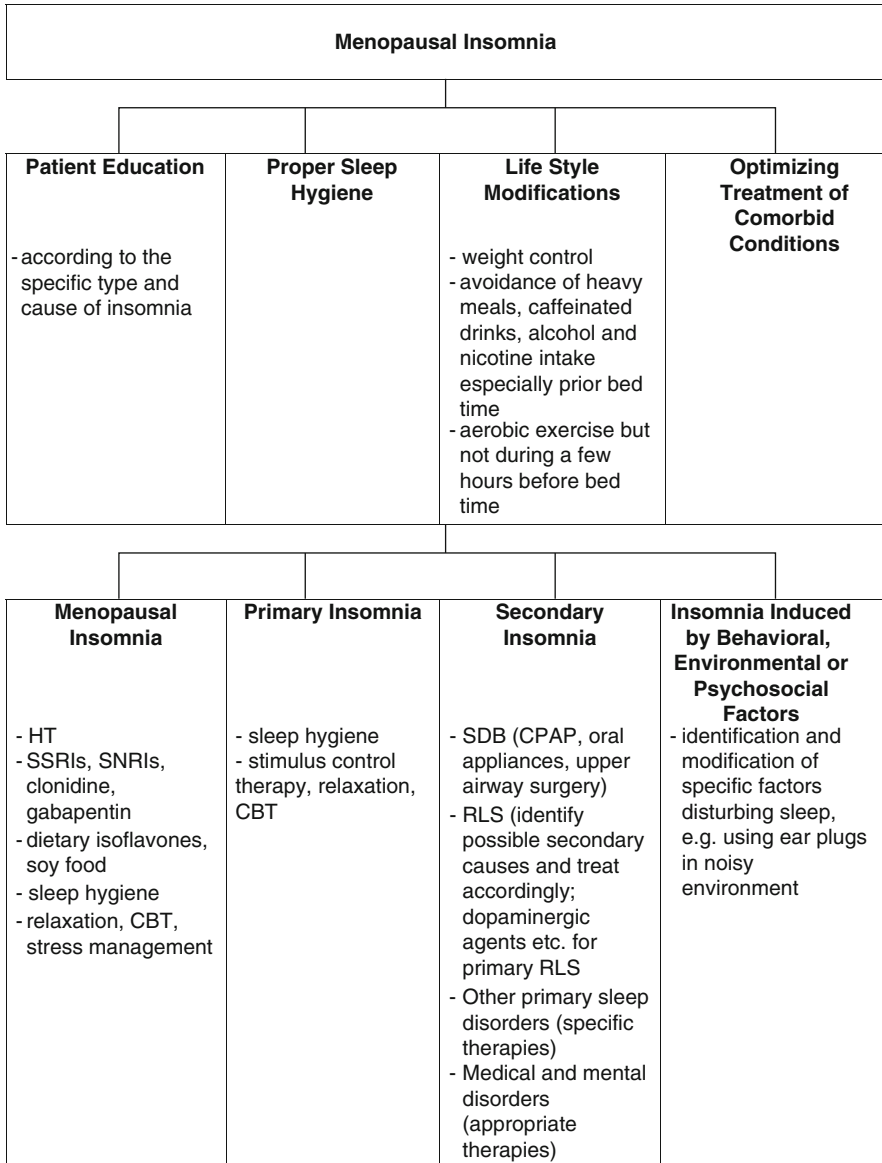 Menopausal Insomnia
Patient Education
- according to the
specific type and
cause of insomnia
Proper Sleep
Hygiene
Life Style
Modifications
- weight control
- avoidance of heavy
meals, caffeinated
drinks, alcohol and
nicotine intake
especially prior bed
time
- aerobic exercise but
not during a few
hours before bed
time
Optimizing
Treatment of
Comorbid
Conditions
Menopausal
Insomnia
- HT
- SSRIs, SNRIs,
clonidine,
gabapentin
- dietary isoflavones,
soy food
- sleep hygiene
- relaxation, CBT,
stress management
Primary Insomnia
- sleep hygiene
- stimulus control
therapy, relaxation,
CBT
Secondary
Insomnia
- SDB (CPAP, oral
appliances, upper
airway surgery)
- RLS (identify
possible secondary
causes and treat
accordingly;
dopaminergic
agents etc. for
primary RLS
- Other primary sleep
disorders (specific
therapies)
- Medical and mental
disorders
(appropriate
therapies)
Insomnia Induced
by Behavioral,
Environmental or
Psychosocial
Factors
- identification and
modification of
specific factors
disturbing sleep,
e.g. using ear plugs
in noisy
environment